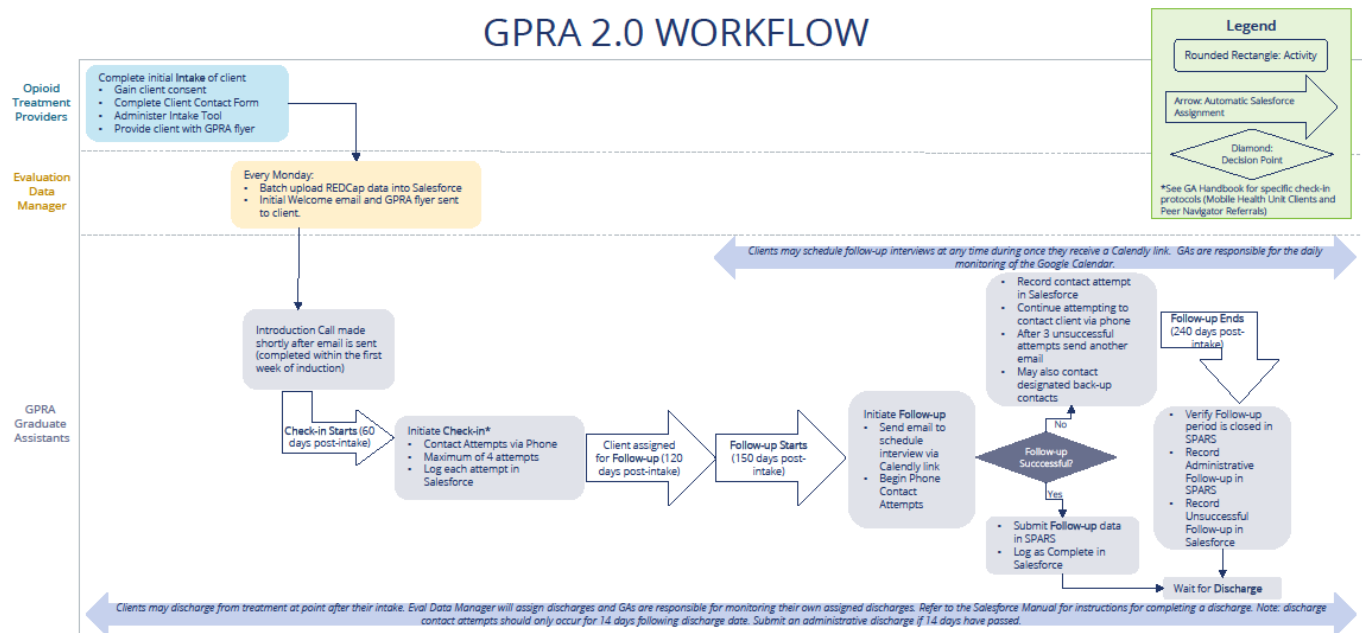 GPRA 2.0 WORKFLOW
Legend
Rounded Rectangle: Activity
Arrow: Automatic Salesforce
Assignment
Diamond:
Decision Point
*See GA Handbook for specific check-in
protocols (Mobile Health Unit Clients and
Peer Navigator Referrals)
Opioid
Treatment
Providers
Complete initial Intake of client
• Gain client consent
• Complete Client Contact Form
• Administer Intake Tool
• Provide client with GPRA flyer
Evaluation
Data
Manager
Every Monday:
• Batch upload REDCap data into Salesforce
• Initial Welcome email and GPRA flyer sent
to client.
Clients may schedule follow-up interviews at any time during once they receive a Calendly link. GAs are responsible for the daily
monitoring of the Google Calendar.
GPRA
Graduate
Assistants
Introduction Call made
shortly after email is sent
(completed within the first
week of induction)
Check-in Starts (60
days post-intake)
Initiate Check-in*
• Contact Attempts via Phone
• Maximum of 4 attempts
• Log each attempt in
Salesforce
Client assigned
for Follow-up (120
days post-intake)
Follow-up Starts
(150 days post-
intake)
Initiate Follow-up
• Send email to
schedule
interview via
Calendly link
• Begin Phone
Contact
Attempts
Follow-up
Succcessful?
No
• Record contact attempt
in Salesforce
• Continue attempting to
contact client via phone
• After 3 unsuccessful
attempts send another
email
• May also contact
designated back-up
contacts
Yes
• Submit Follow-up data
in SPARS
• Log as Complete in
Salesforce
Follow-up Ends
(240 days post-
intake)
• Verify Follow-up
period is closed in
SPARS
• Record
Administrative
Follow-up in
SPARS
• Record
Unsuccessful
Follow-up in
Salesforce
Wait for Discharge
Clients may discharge from treatment at point after their intake. Eval Data Manager will assign discharges and GAs are responsible for monitoring their own assigned discharges. Refer to the Salesforce Manual for instructions for completing a discharge. Note: discharge
contact attempts should only occur for 14 days following discharge date. Submit an administrative discharge if 14 days have passed.